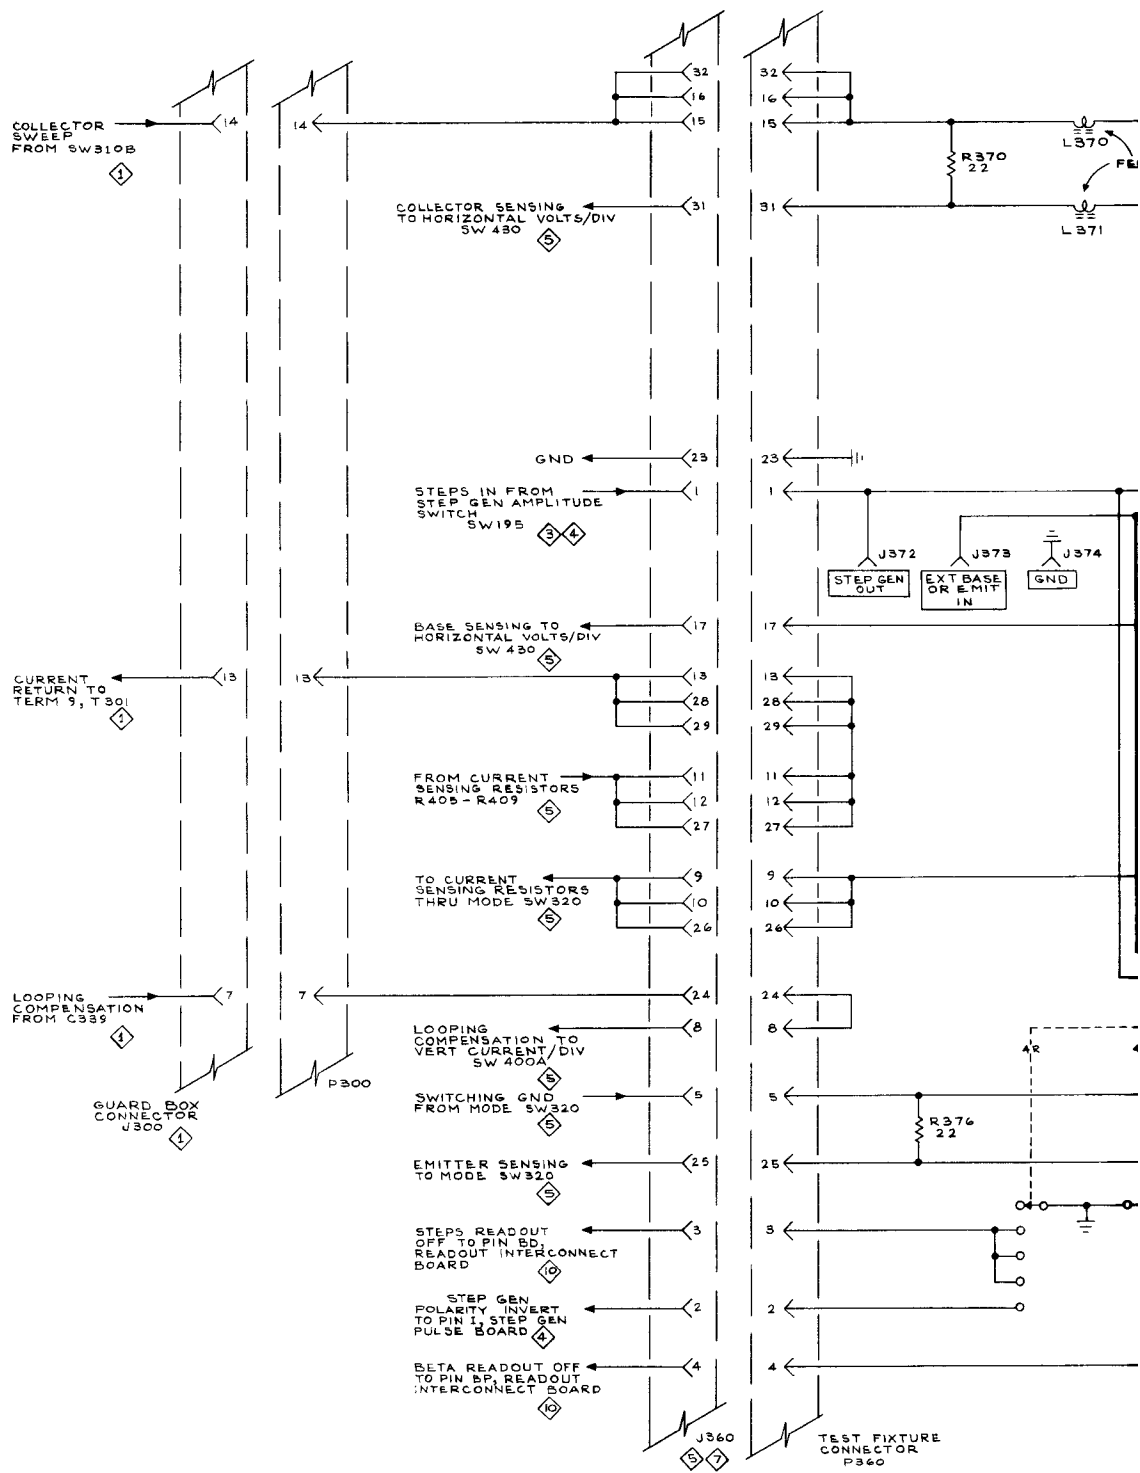 32
32
16
16
COLLECTOR
SWEEP
FROM SW310B
1
14
14
15
15
L370
R370
22
FE
COLLECTOR SENSING
TO HORIZONTAL VOLTS/DIV
SW 430
5
31
31
L371
GND
23
23
STEPS IN FROM
STEP GEN AMPLITUDE
SWITCH
SW195
3
4
1
1
J372
STEP GEN
OUT
J373
EXT BASE
OR EMIT
IN
J374
GND
BASE SENSING TO
HORIZONTAL VOLTS/DIV
SW 430
5
17
17
CURRENT
RETURN TO
TERM 9, T301
1
13
13
13
13
28
28
29
29
FROM CURRENT
SENSING RESISTORS
R405-R409
5
11
11
12
12
27
27
TO CURRENT
SENSING RESISTORS
THRU MODE SW320
5
9
9
10
10
26
26
LOOPING
COMPENSATION
FROM C339
1
7
7
24
24
LOOPING
COMPENSATION TO
VERT CURRENT/DIV
SW 400A
5
8
8
4R
P300
GUARD BOX
CONNECTOR
J300
1
SWITCHING GND
FROM MODE SW320
5
5
5
R376
22
EMITTER SENSING
TO MODE SW320
5
25
25
STEPS READOUT
OFF TO PIN BD,
READOUT INTERCONNECT
BOARD
10
3
3
STEP GEN
POLARITY INVERT
TO PIN I, STEP GEN
PULSE BOARD
4
2
2
BETA READOUT OFF
TO PIN BP, READOUT
INTERCONNECT BOARD
10
4
4
J360
5
7
TEST FIXTURE
CONNECTOR
P360